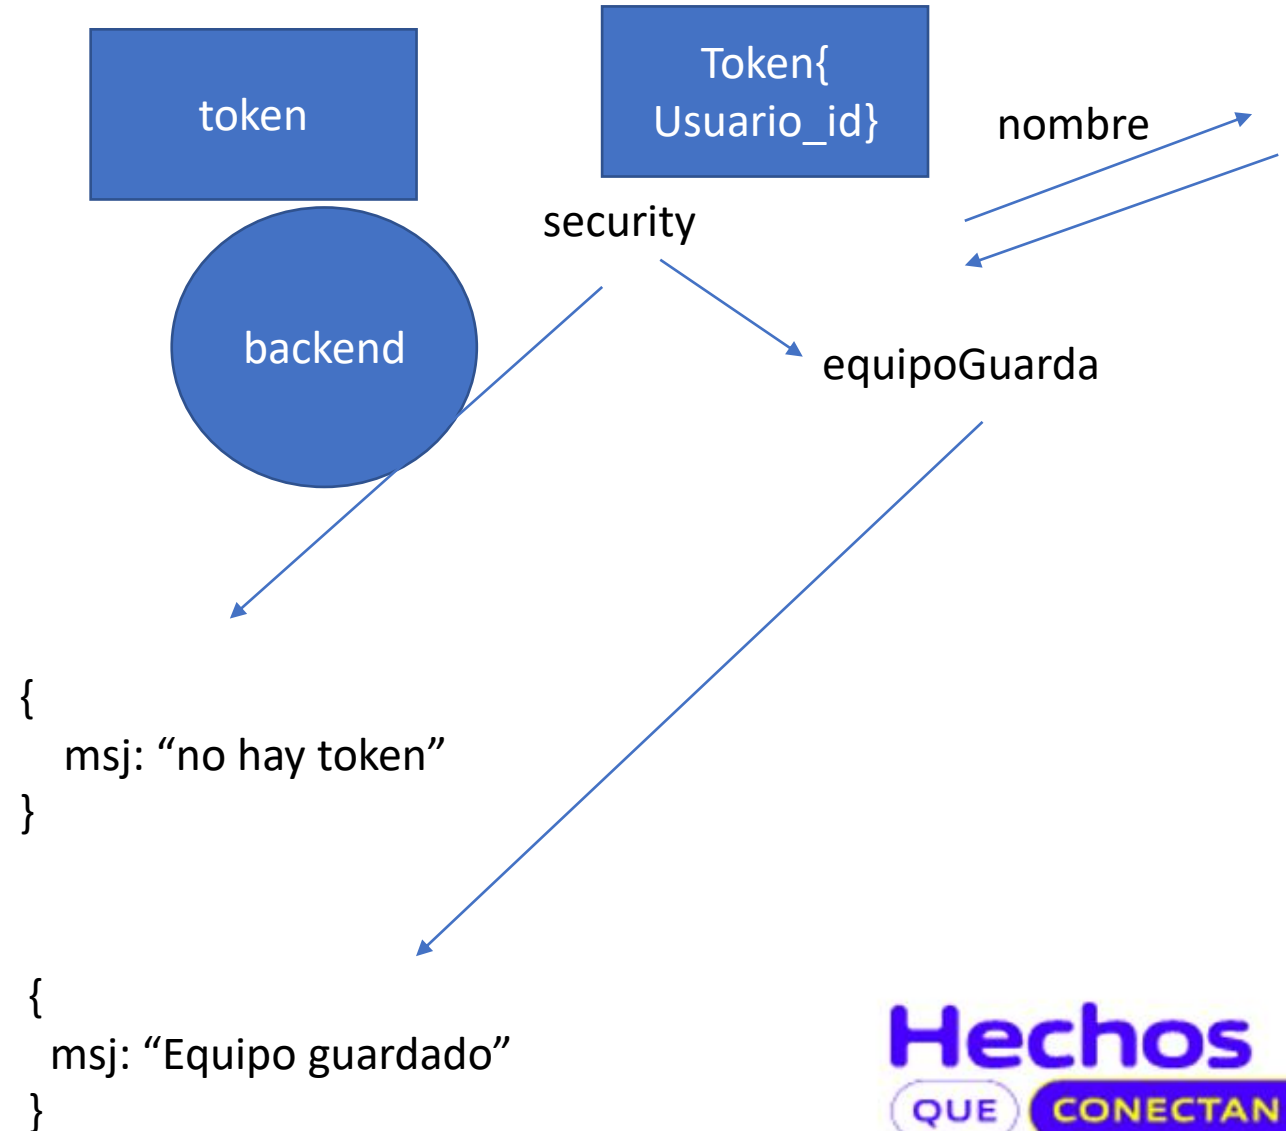 token
Token{
Usuario_id}
nombre
security
backend
equipoGuarda
{
msj: “no hay token”
}
{
msj: “Equipo guardado”
}
Hechos
QUE CONECTAN